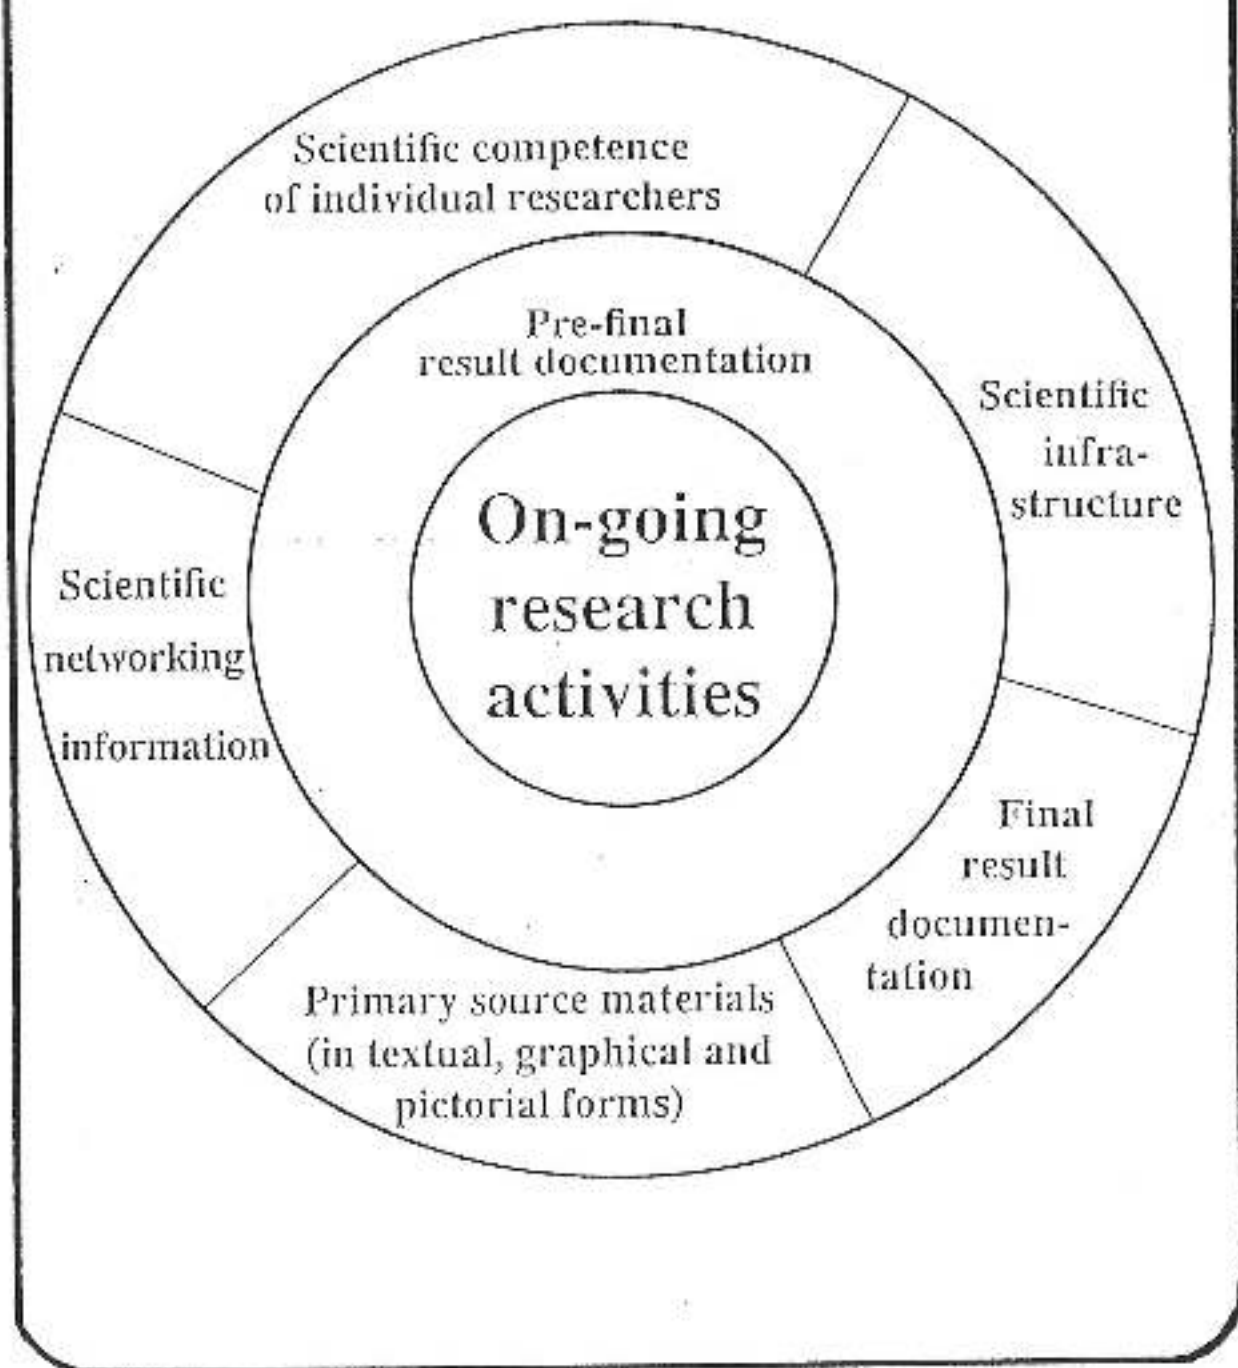 Scientific competence
of individual researchers
Pre-final
result documentation
On-going
research
activities
Scientific
infra-
structure
Scientific
networking
information
Final
result
documen-
tation
Primary source materials
(in textual, graphical and
pictorial forms)